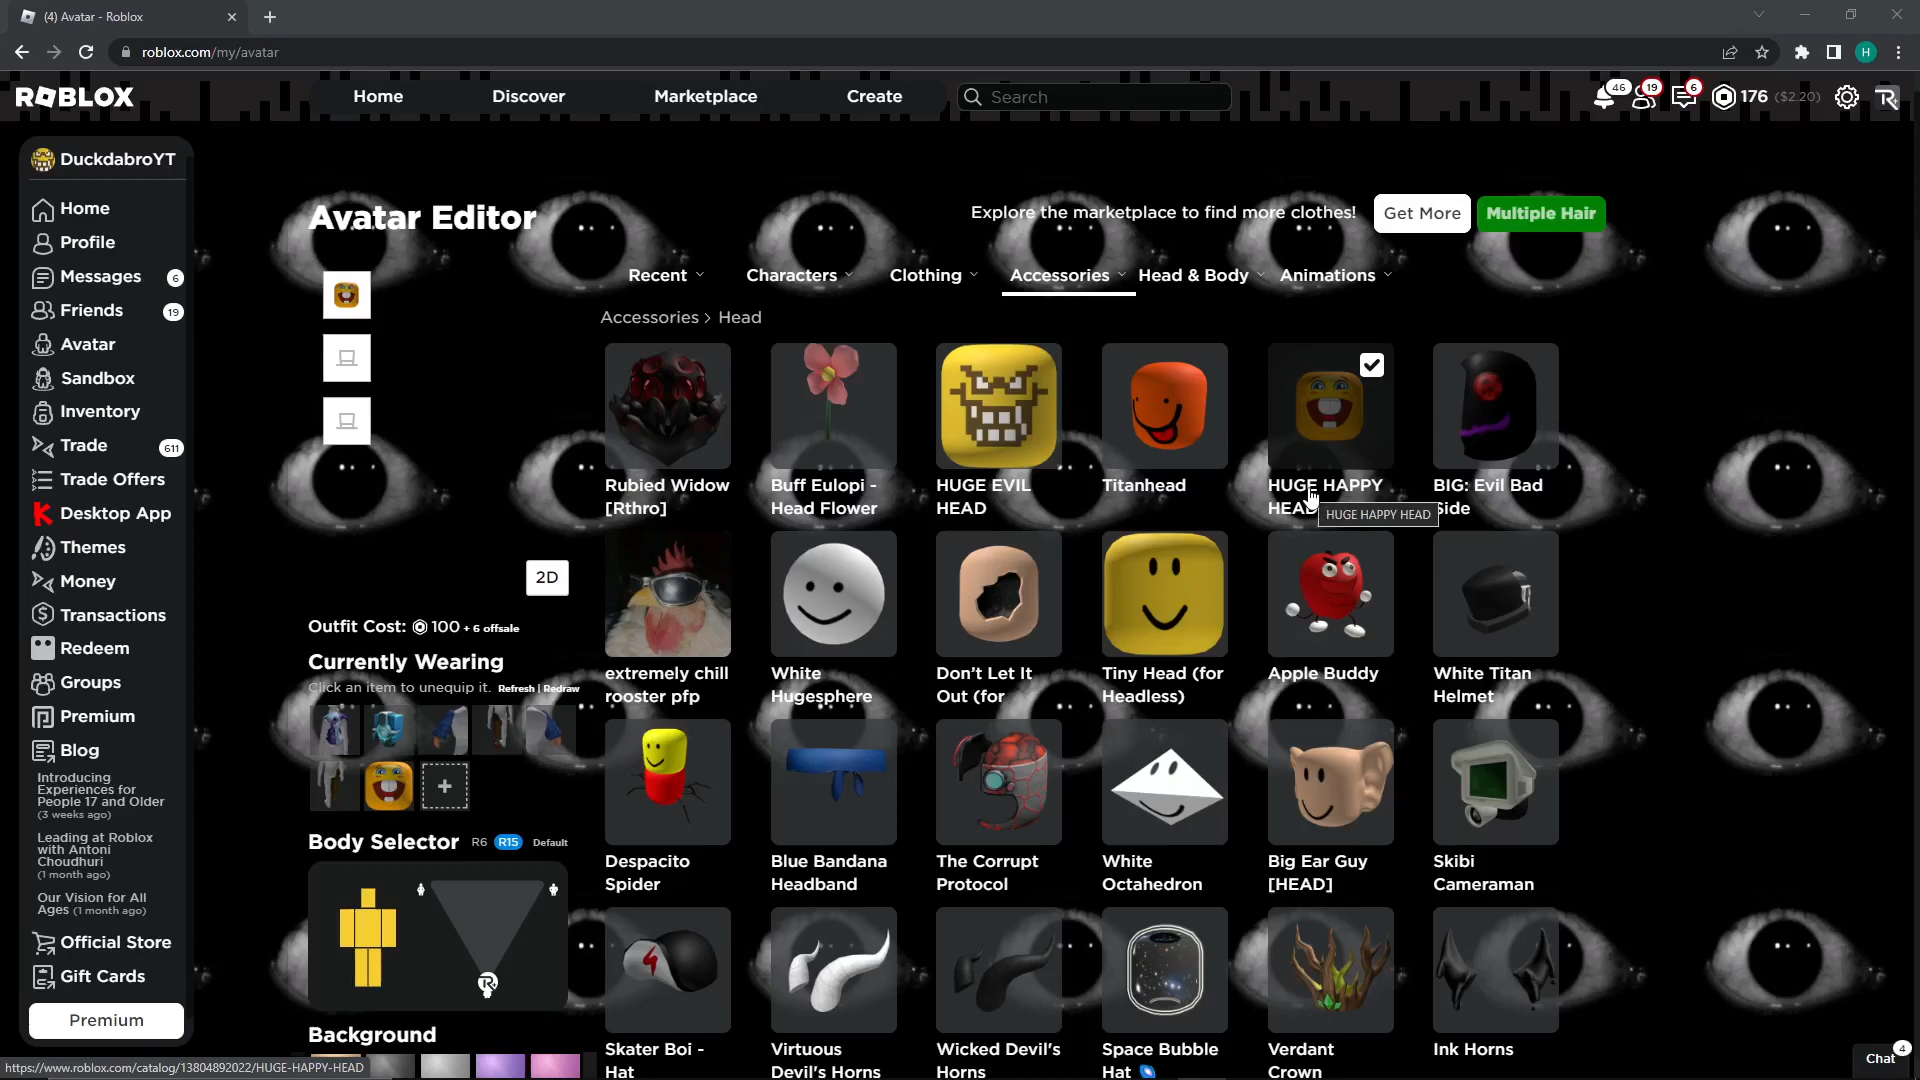 (4) Avatar - Roblox
roblox.com/my/avatar
H
ROBLOX
Home
Discover
Marketplace
Create
Search
46
19
6
176 ($2.20)
DuckdabroYT
Home
Profile
Messages 6
Friends 19
Avatar
Sandbox
Inventory
Trade 611
Trade Offers
Desktop App
Themes
Money
Transactions
Redeem
Groups
Premium
Blog
Introducing
Experiences for
People 17 and Older
(3 weeks ago)
Leading at Roblox
with Antoni
Choudhuri
(1 month ago)
Our Vision for All
Ages (1 month ago)
Official Store
Gift Cards
Premium
https://www.roblox.com/catalog/13804892022/HUGE-HAPPY-HEAD
Avatar Editor
Explore the marketplace to find more clothes!
Get More
Multiple Hair
Recent
Characters
Clothing
Accessories
Head & Body
Animations
Accessories > Head
2D
Outfit Cost: 100 + 6 offsale
Currently Wearing
Click an item to unequip it. Refresh | Redraw
+
Body Selector R6 R15 Default
Background
Rubied Widow
[Rthro]
Buff Eulopi -
Head Flower
HUGE EVIL
HEAD
Titanhead
HUGE HAPPY
HEAD
HUGE HAPPY HEAD
BIG: Evil Bad
Side
extremely chill
rooster pfp
White
Hugesphere
Don't Let It
Out (for
Tiny Head (for
Headless)
Apple Buddy
White Titan
Helmet
Despacito
Spider
Blue Bandana
Headband
The Corrupt
Protocol
White
Octahedron
Big Ear Guy
[HEAD]
Skibi
Cameraman
Skater Boi -
Hat
Virtuous
Devil's Horns
Wicked Devil's
Horns
Space Bubble
Hat
Verdant
Crown
Ink Horns
Chat 4